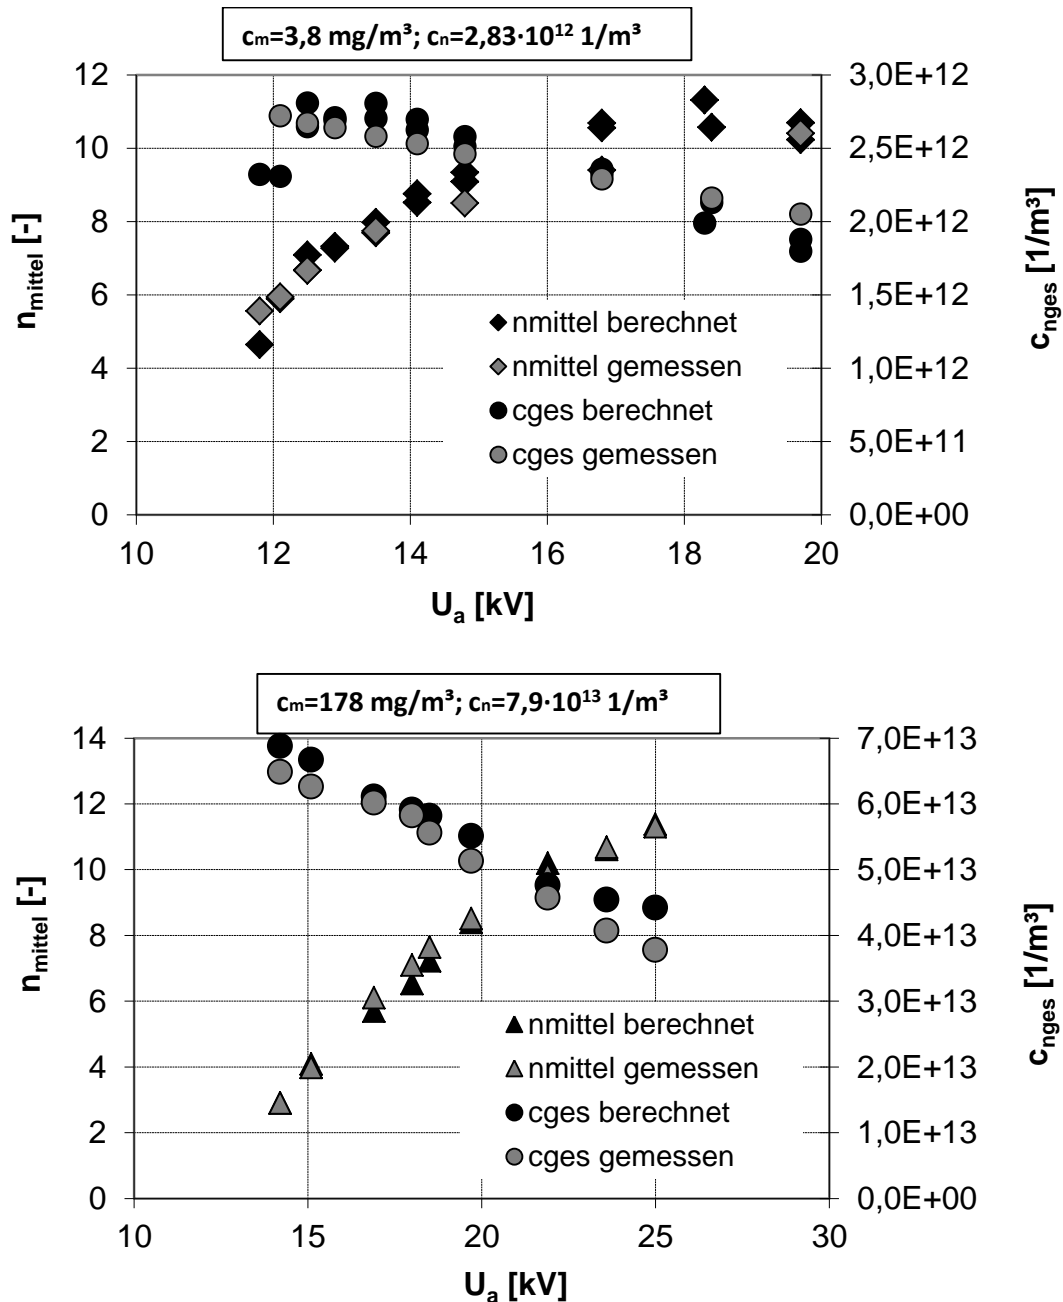 cm=3,8 mg/m³; cn=2,83·10¹² 1/m³
12
10
8
6
4
2
0
nmittel [-]
3,0E+12
2,5E+12
2,0E+12
1,5E+12
1,0E+12
5,0E+11
0,0E+00
cnges [1/m³]
nmittel berechnet
nmittel gemessen
cges berechnet
cges gemessen
10 12 14 16 18 20
Ua [kV]
cm=178 mg/m³; cn=7,9·10¹³ 1/m³
14
12
10
8
6
4
2
0
nmittel [-]
7,0E+13
6,0E+13
5,0E+13
4,0E+13
3,0E+13
2,0E+13
1,0E+13
0,0E+00
cnges [1/m³]
nmittel berechnet
nmittel gemessen
cges berechnet
cges gemessen
10 15 20 25 30
Ua [kV]